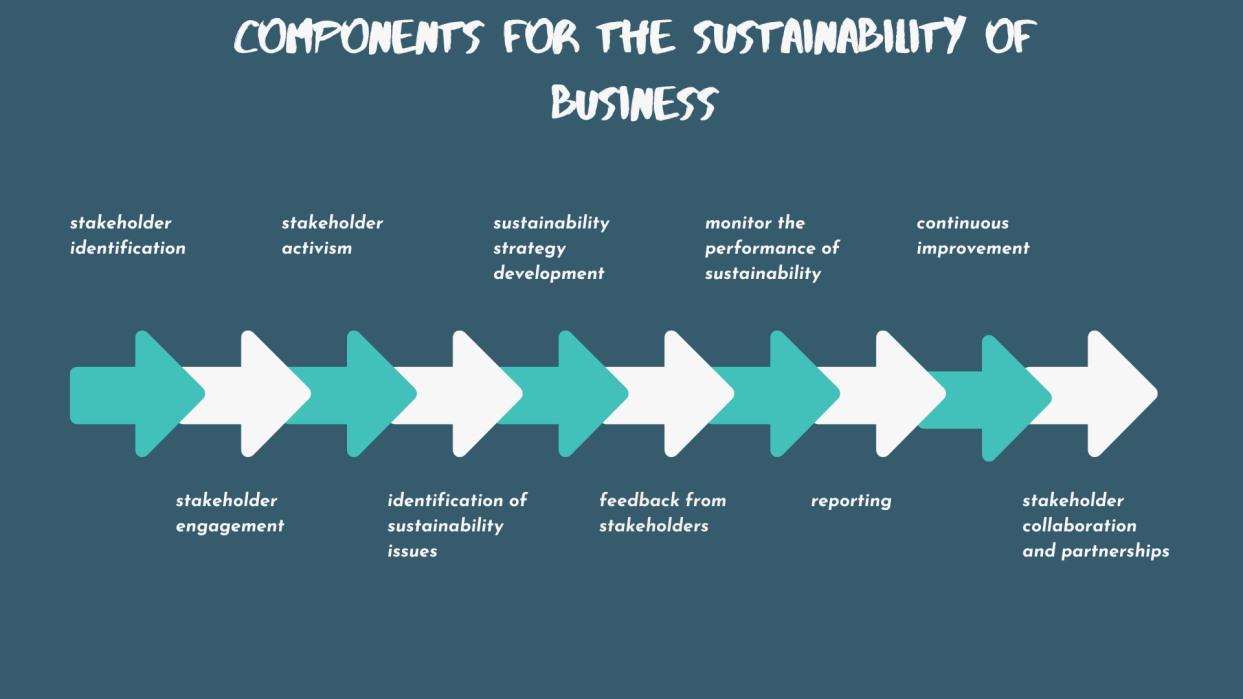 COMPONENTS FOR THE SUSTAINABILITY OF
BUSINESS
stakeholder
identification
stakeholder
activism
sustainability
strategy
development
monitor the
performance of
sustainability
continuous
improvement
stakeholder
engagement
identification of
sustainability
issues
feedback from
stakeholders
reporting
stakeholder
collaboration
and partnerships